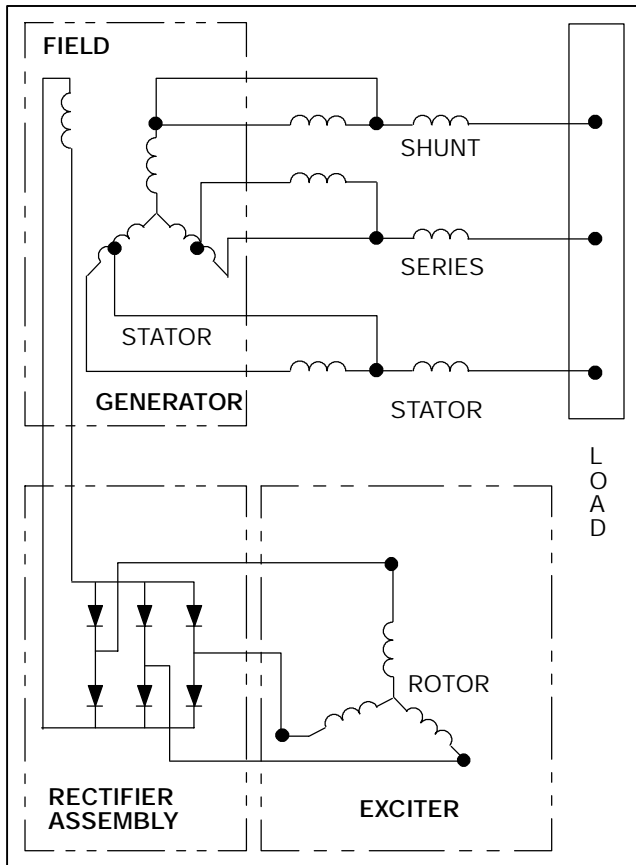 FIELD
SHUNT
SERIES
STATOR
GENERATOR
STATOR
L
O
A
D
ROTOR
RECTIFIER
ASSEMBLY
EXCITER